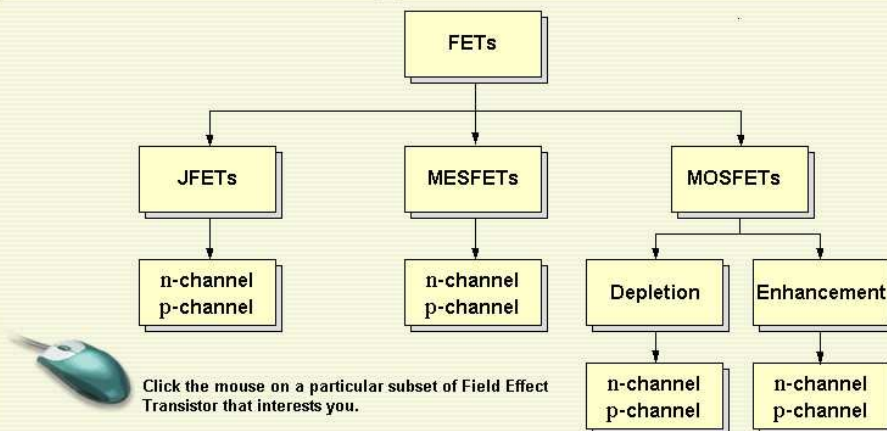 FETs
JFETs
MESFETs
MOSFETs
n-channel
p-channel
n-channel
p-channel
Depletion
Enhancement
n-channel
p-channel
n-channel
p-channel
Click the mouse on a particular subset of Field Effect
Transistor that interests you.